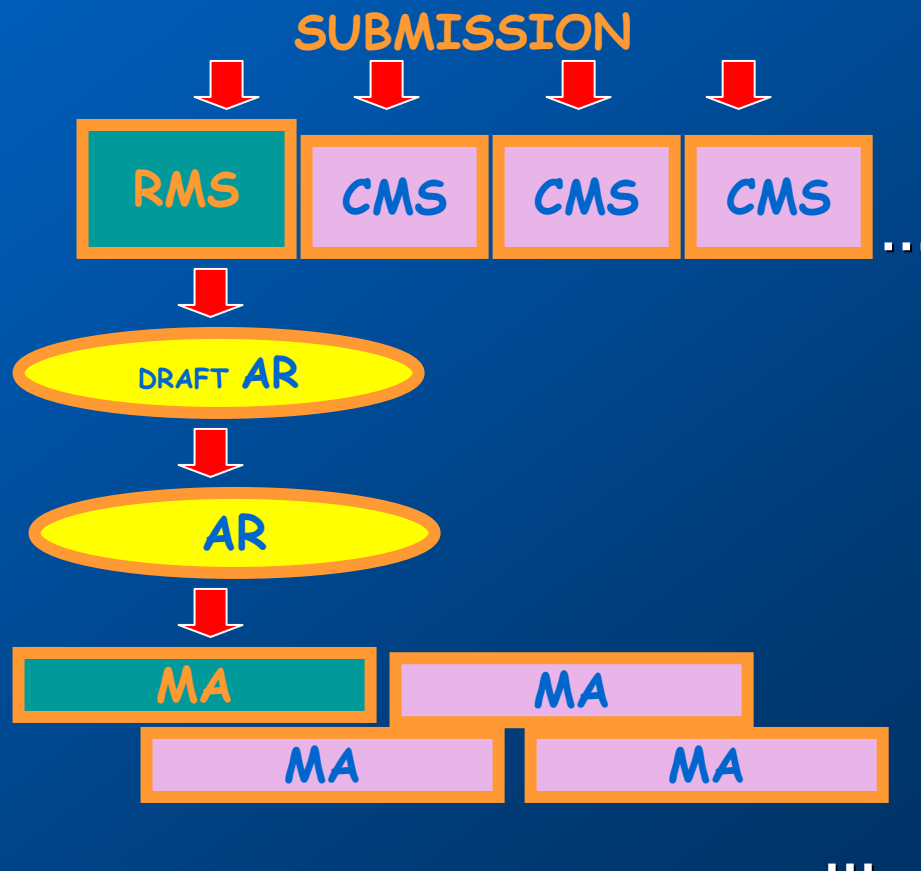 SUBMISSION
RMS CMS CMS CMS ...
DRAFT AR
AR
MA MA
MA MA
...